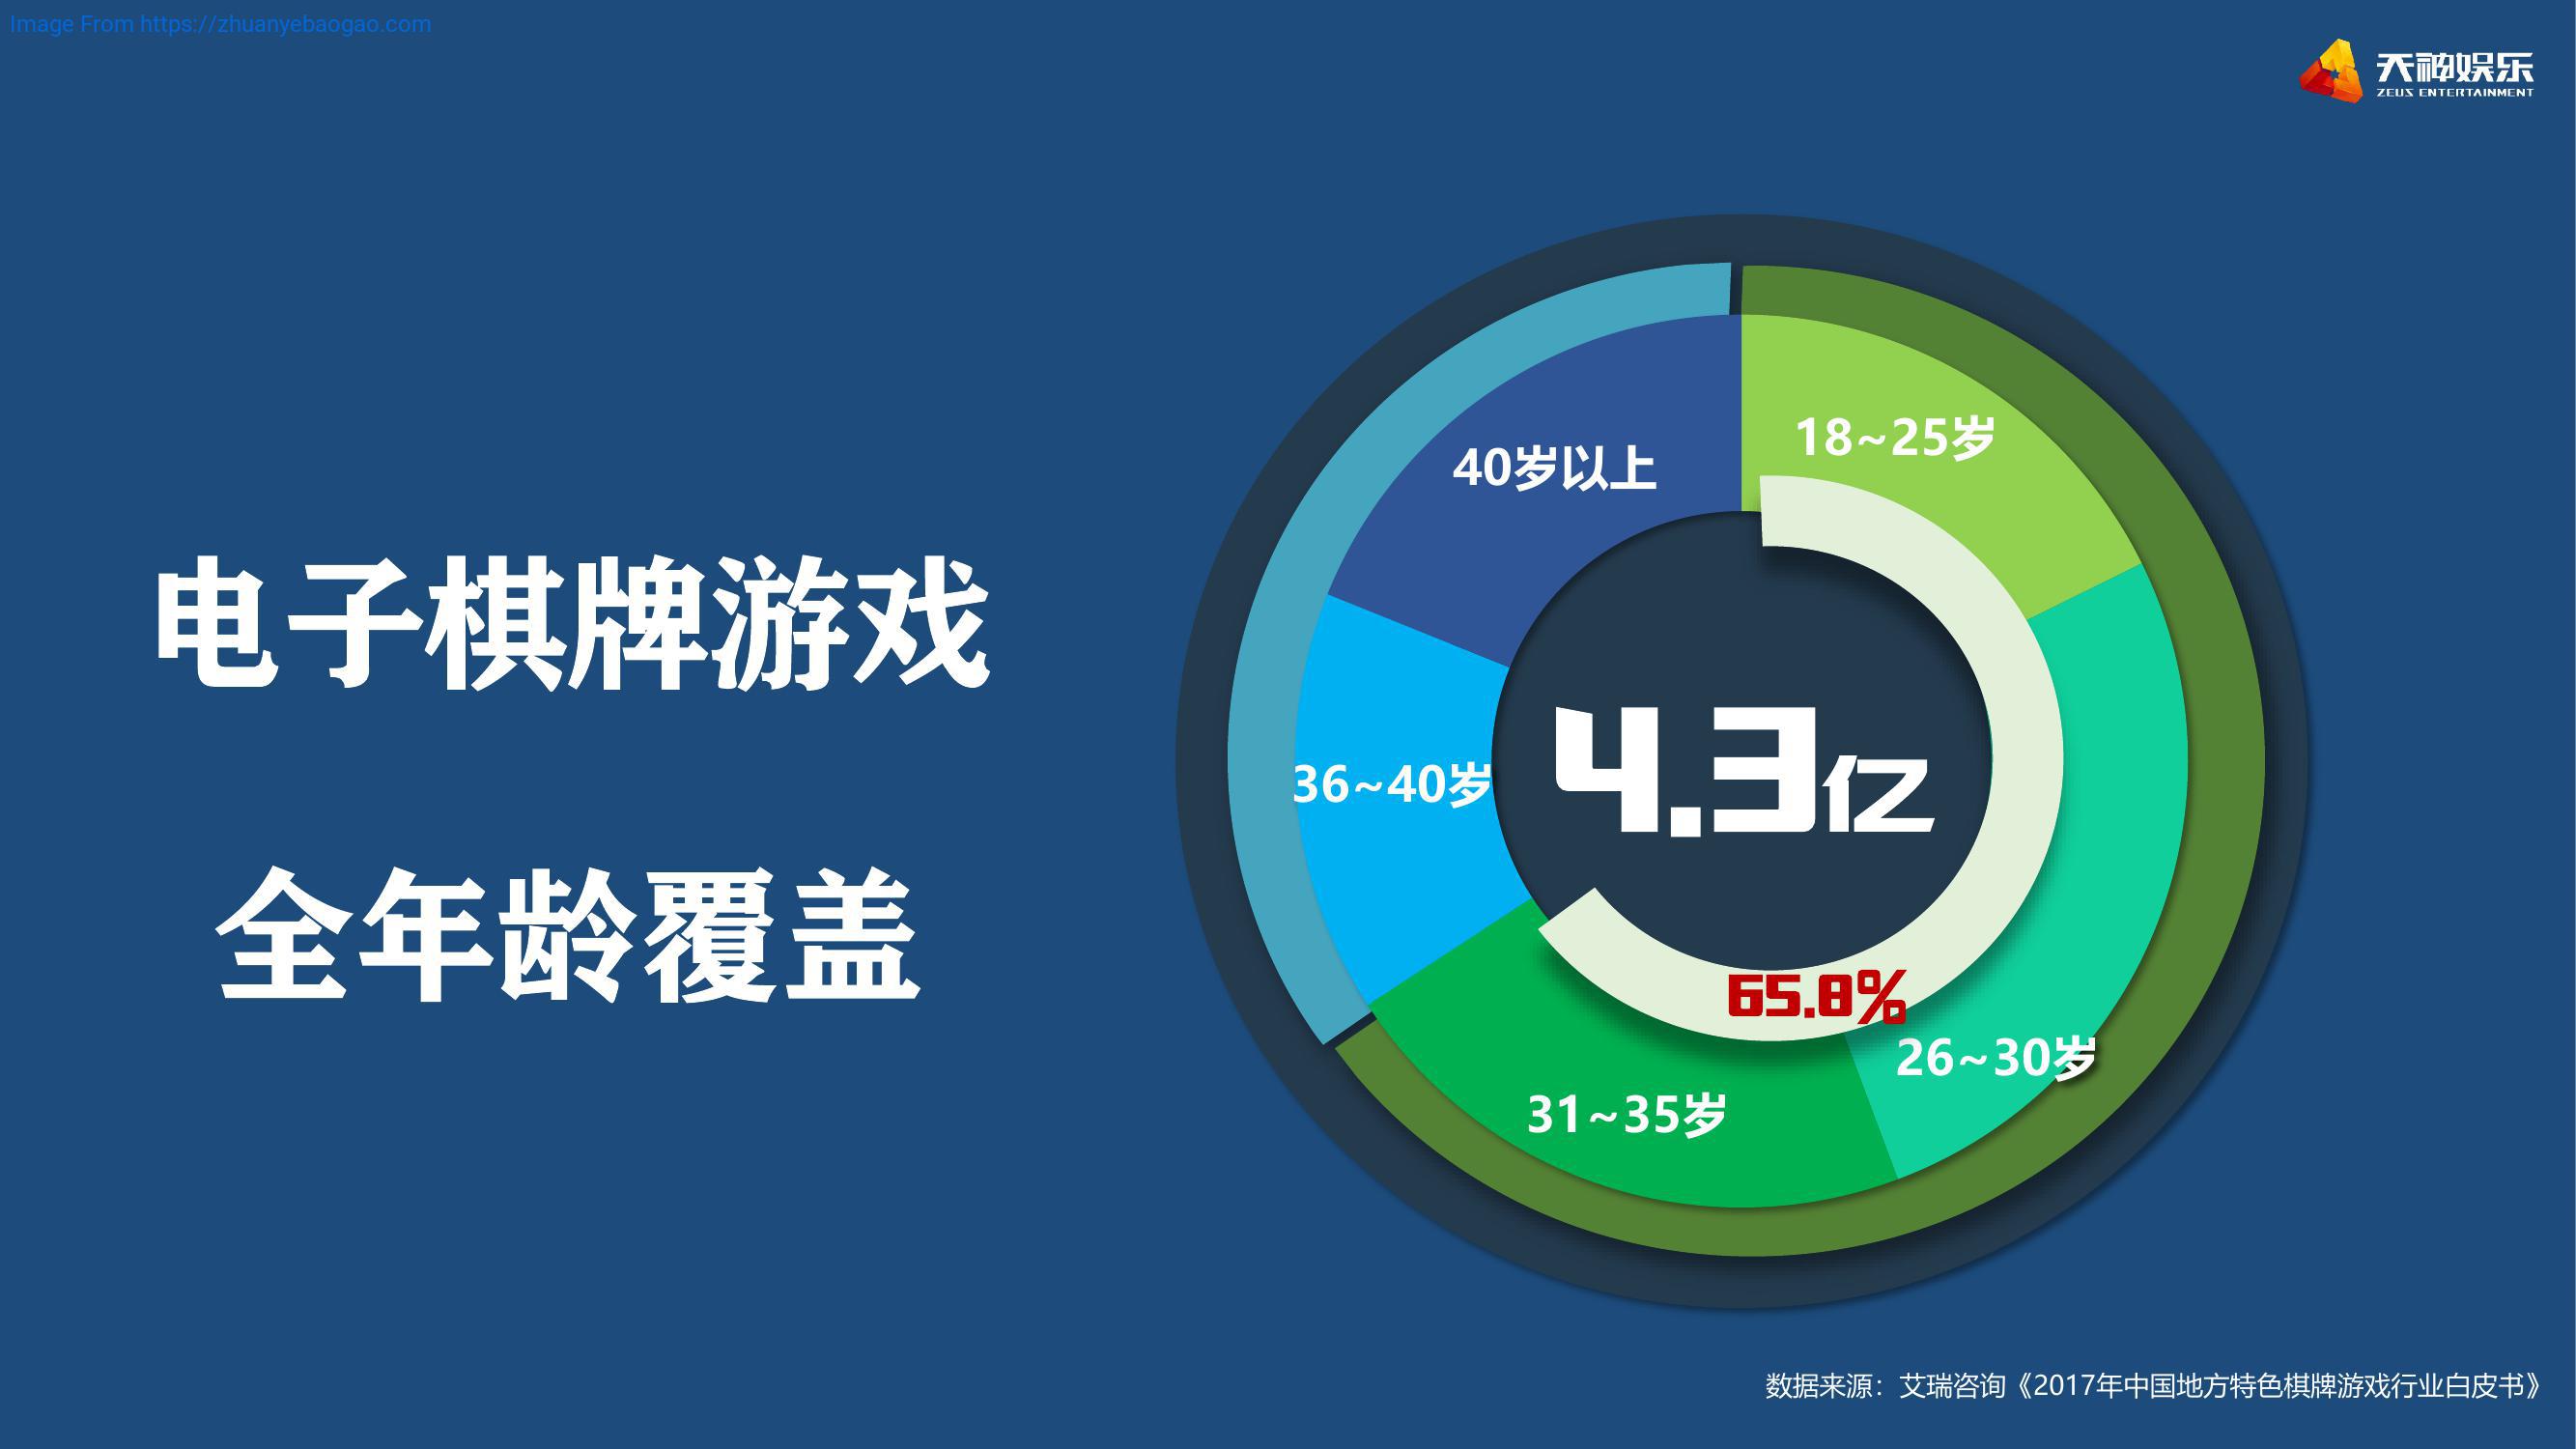 Image From https://zhuanyebaogao.com
天神娱乐
ZEUS ENTERTAINMENT
电子棋牌游戏
全年龄覆盖
40岁以上
18~25岁
36~40岁
4.3亿
65.8%
26~30岁
31~35岁
数据来源：艾瑞咨询《2017年中国地方特色棋牌游戏行业白皮书》